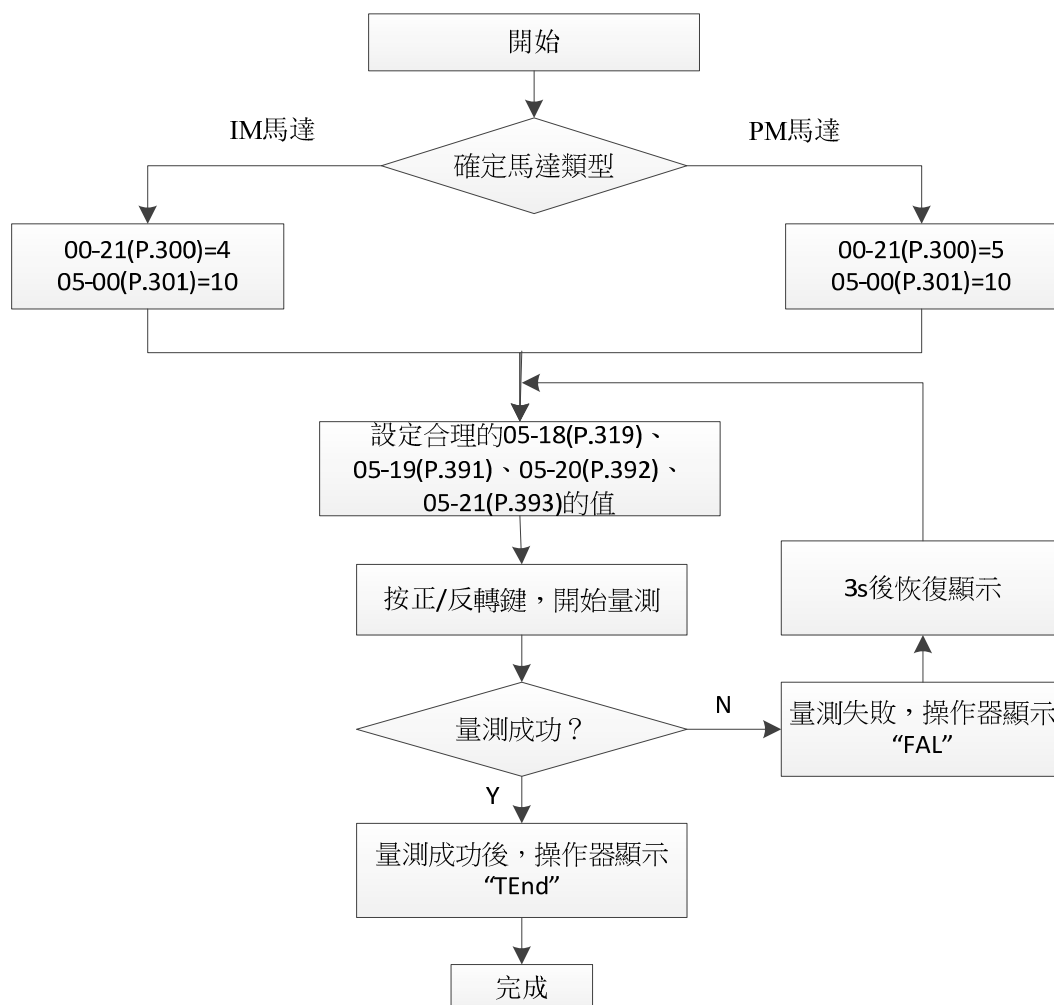 開始
IM馬達
PM馬達
確定馬達類型
00-21(P.300)=4
05-00(P.301)=10
00-21(P.300)=5
05-00(P.301)=10
設定合理的05-18(P.319)、
05-19(P.391)、05-20(P.392)、
05-21(P.393)的值
按正/反轉鍵，開始量測
3s後恢復顯示
量測成功？
N
量測失敗，操作器顯示
“FAL”
Y
量測成功後，操作器顯示
“TEnd”
完成